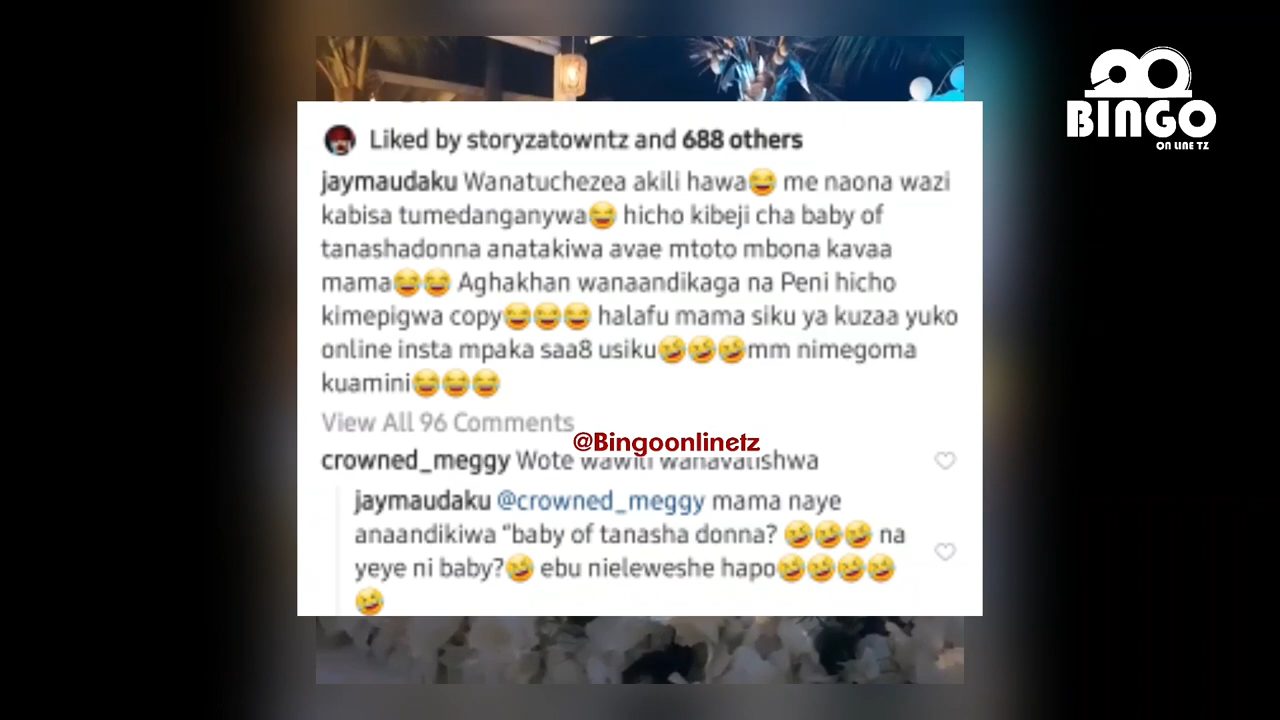 BINGO
ON LINE TZ
Liked by storyzatowntz and 688 others
jaymaudaku Wanatuchezea akili hawa😂 me naona wazi
kabisa tumedanganywa😂 hicho kibeji cha baby of
tanashadonna anatakiwa avae mtoto mbona kavaa
mama😂😂 Aghakhan wanaandikaga na Peni hicho
kimepigwa copy😂😂😂 halafu mama siku ya kuzaa yuko
online insta mpaka saa8 usiku🤣🤣🤣mm nimegoma
kuamini😂😂😂
View All 96 Comments
@Bingoonlinetz
crowned_meggy Wote wawili wanavalishwa
jaymaudaku @crowned_meggy mama naye
anaandikiwa “baby of tanasha donna? 🤣🤣🤣 na
yeye ni baby?🤣 ebu nieleweshe hapo🤣🤣🤣🤣
🤣